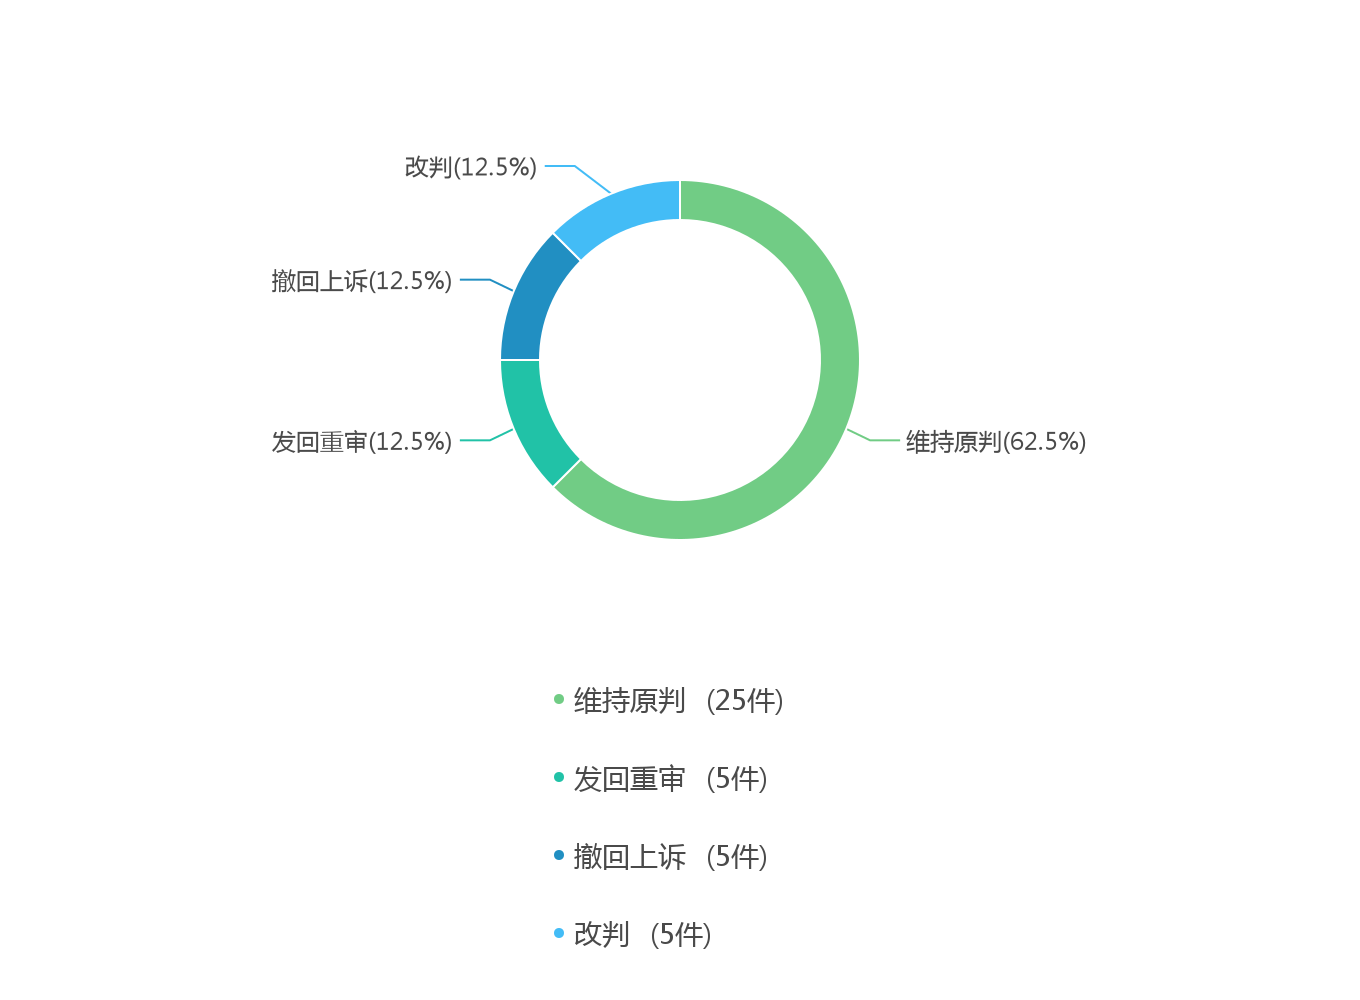 改判(12.5%)
撤回上诉(12.5%)
发回重审(12.5%)
维持原判(62.5%)
维持原判 (25件)
发回重审 (5件)
撤回上诉 (5件)
改判 (5件)